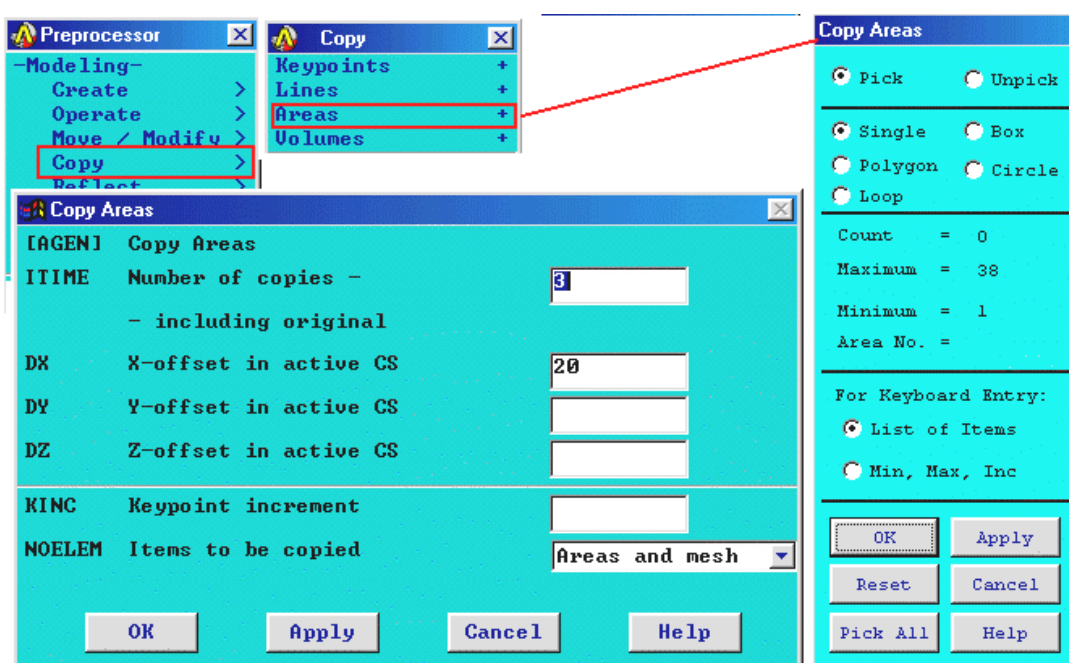 Preprocessor
-Modeling-
Create >
Operate >
Move / Modify >
Copy >
Reflect >
Copy
Keypoints +
Lines +
Areas +
Volumes +
Copy Areas
[AGEN] Copy Areas
ITIME Number of copies - 3
- including original
DX X-offset in active CS 20
DY Y-offset in active CS
DZ Z-offset in active CS
KINC Keypoint increment
NOELEM Items to be copied Areas and mesh
OK Apply Cancel Help
Copy Areas
Pick Unpick
Single Box
Polygon Circle
Loop
Count = 0
Maximum = 38
Minimum = 1
Area No. =
For Keyboard Entry:
List of Items
Min, Max, Inc
OK Apply
Reset Cancel
Pick All Help